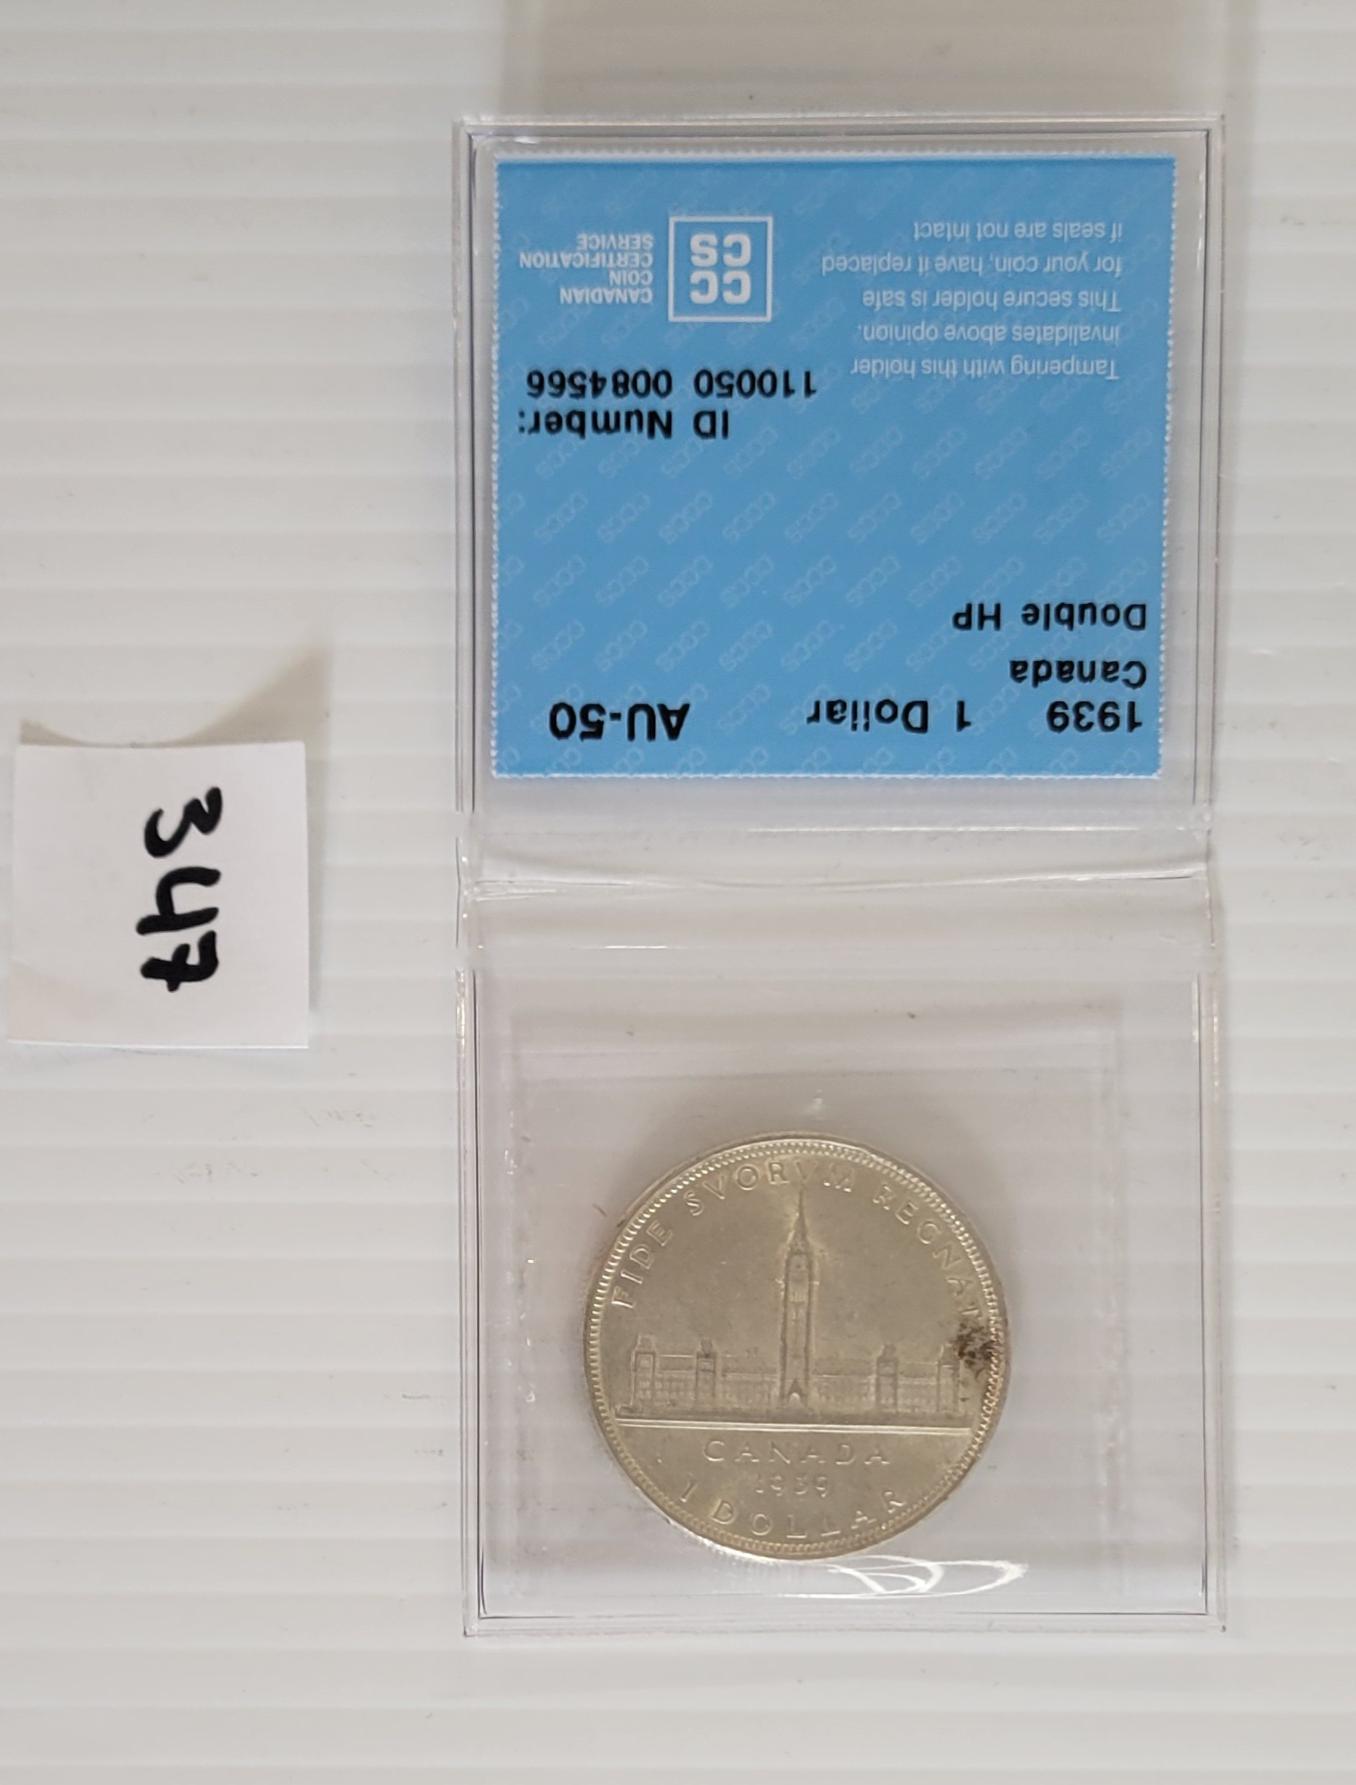 1939 1 Dollar AU-50
Canada
Double HP
ID Number:
110050 0084566
Tampering with this holder
invalidates above opinion.
This secure holder is safe
for your coin, have it replaced
if seals are not intact
CC
CS
CANADIAN
COIN
CERTIFICATION
SERVICE
347
FIDE SVORVM REGNAT
CANADA
1939
1 DOLLAR